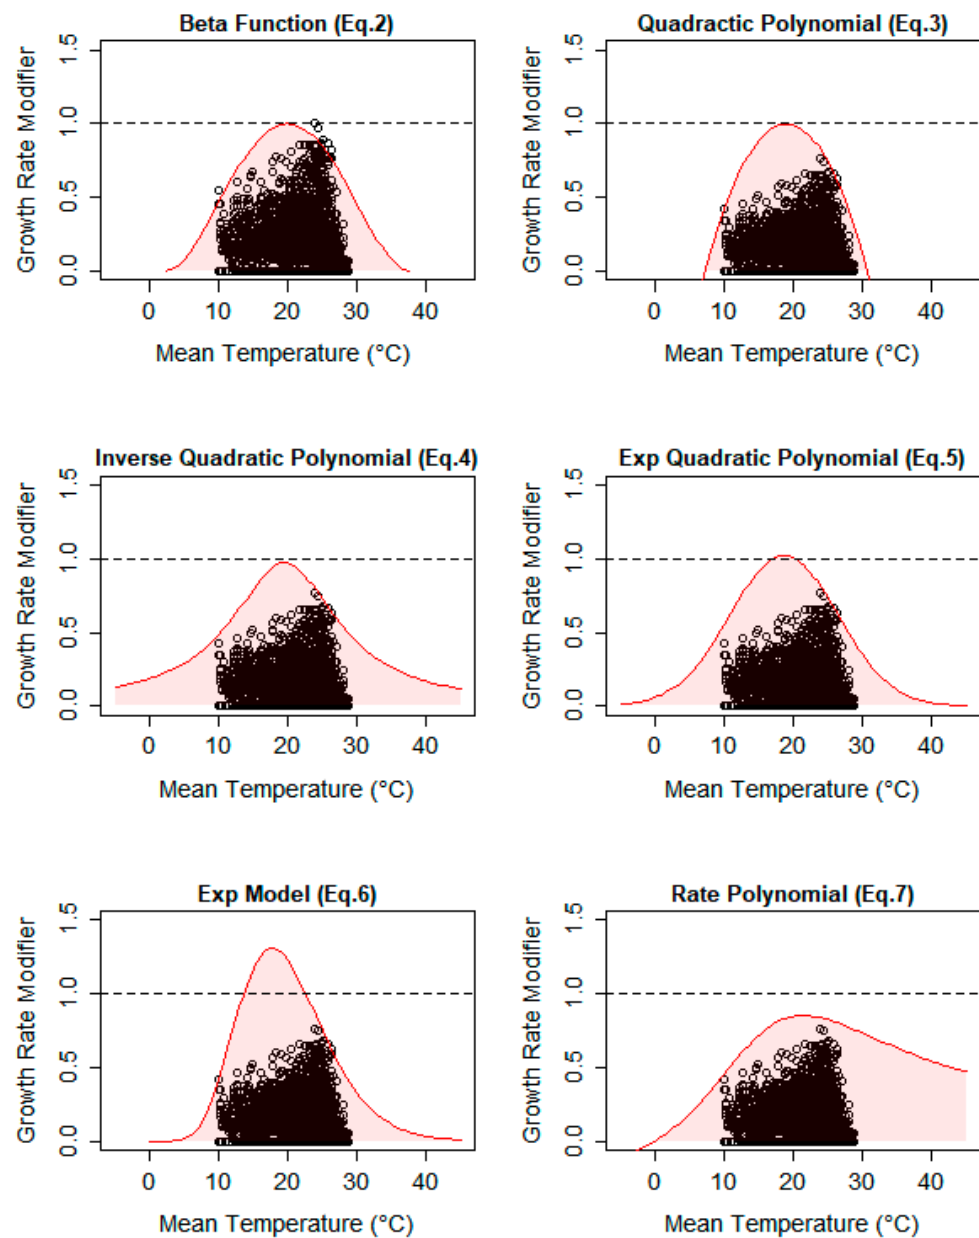 Beta Function (Eq.2)
Growth Rate Modifier
0.0 1.0 1.5
0.5
0 10 20 30 40
Mean Temperature (°C)
Quadractic Polynomial (Eq.3)
Growth Rate Modifier
0.0 0.5 1.0 1.5
0 10 20 30 40
Mean Temperature (°C)
Inverse Quadratic Polynomial (Eq.4)
Growth Rate Modifier
0.0 0.5 1.0 1.5
0 10 20 30 40
Mean Temperature (°C)
Exp Quadratic Polynomial (Eq.5)
Growth Rate Modifier
0.0 0.5 1.0 1.5
0 10 20 30 40
Mean Temperature (°C)
Exp Model (Eq.6)
Growth Rate Modifier
0.0 0.5 1.0 1.5
0 10 20 30 40
Mean Temperature (°C)
Rate Polynomial (Eq.7)
Growth Rate Modifier
0.0 0.5 1.0 1.5
0 10 20 30 40
Mean Temperature (°C)